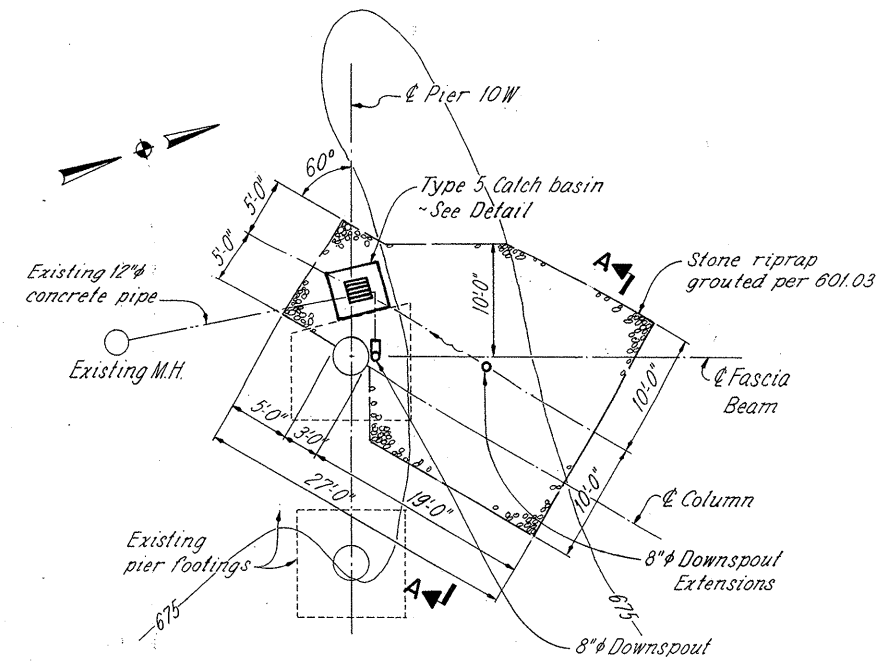 ℄ Pier 10W
60°
Type 5 Catch basin
~See Detail
5'-0"
5'-0"
A
Stone riprap
grouted per 601.03
Existing 12"φ
concrete pipe
10'-0"
Existing M.H.
℄ Fascia
Beam
10'-0"
5'-0"
3'-0"
27'-0"
19'-0"
10'-0"
℄ Column
Existing
pier footings
8"φ Downspout
Extensions
A
675
675
8"φ Downspout